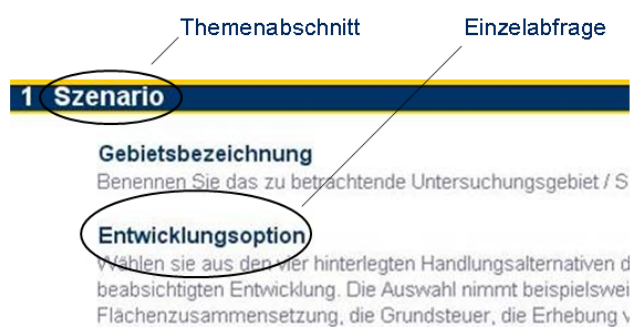 Themenabschnitt Einzelabfrage
1 Szenario
Gebietsbezeichnung
Benennen Sie das zu betrachtende Untersuchungsgebiet / S
Entwicklungsoption
Wählen sie aus den vier hinterlegten Handlungsalternativen d
beabsichtigten Entwicklung. Die Auswahl nimmt beispielswei
Flächenzusammensetzung, die Grundsteuer, die Erhebung v